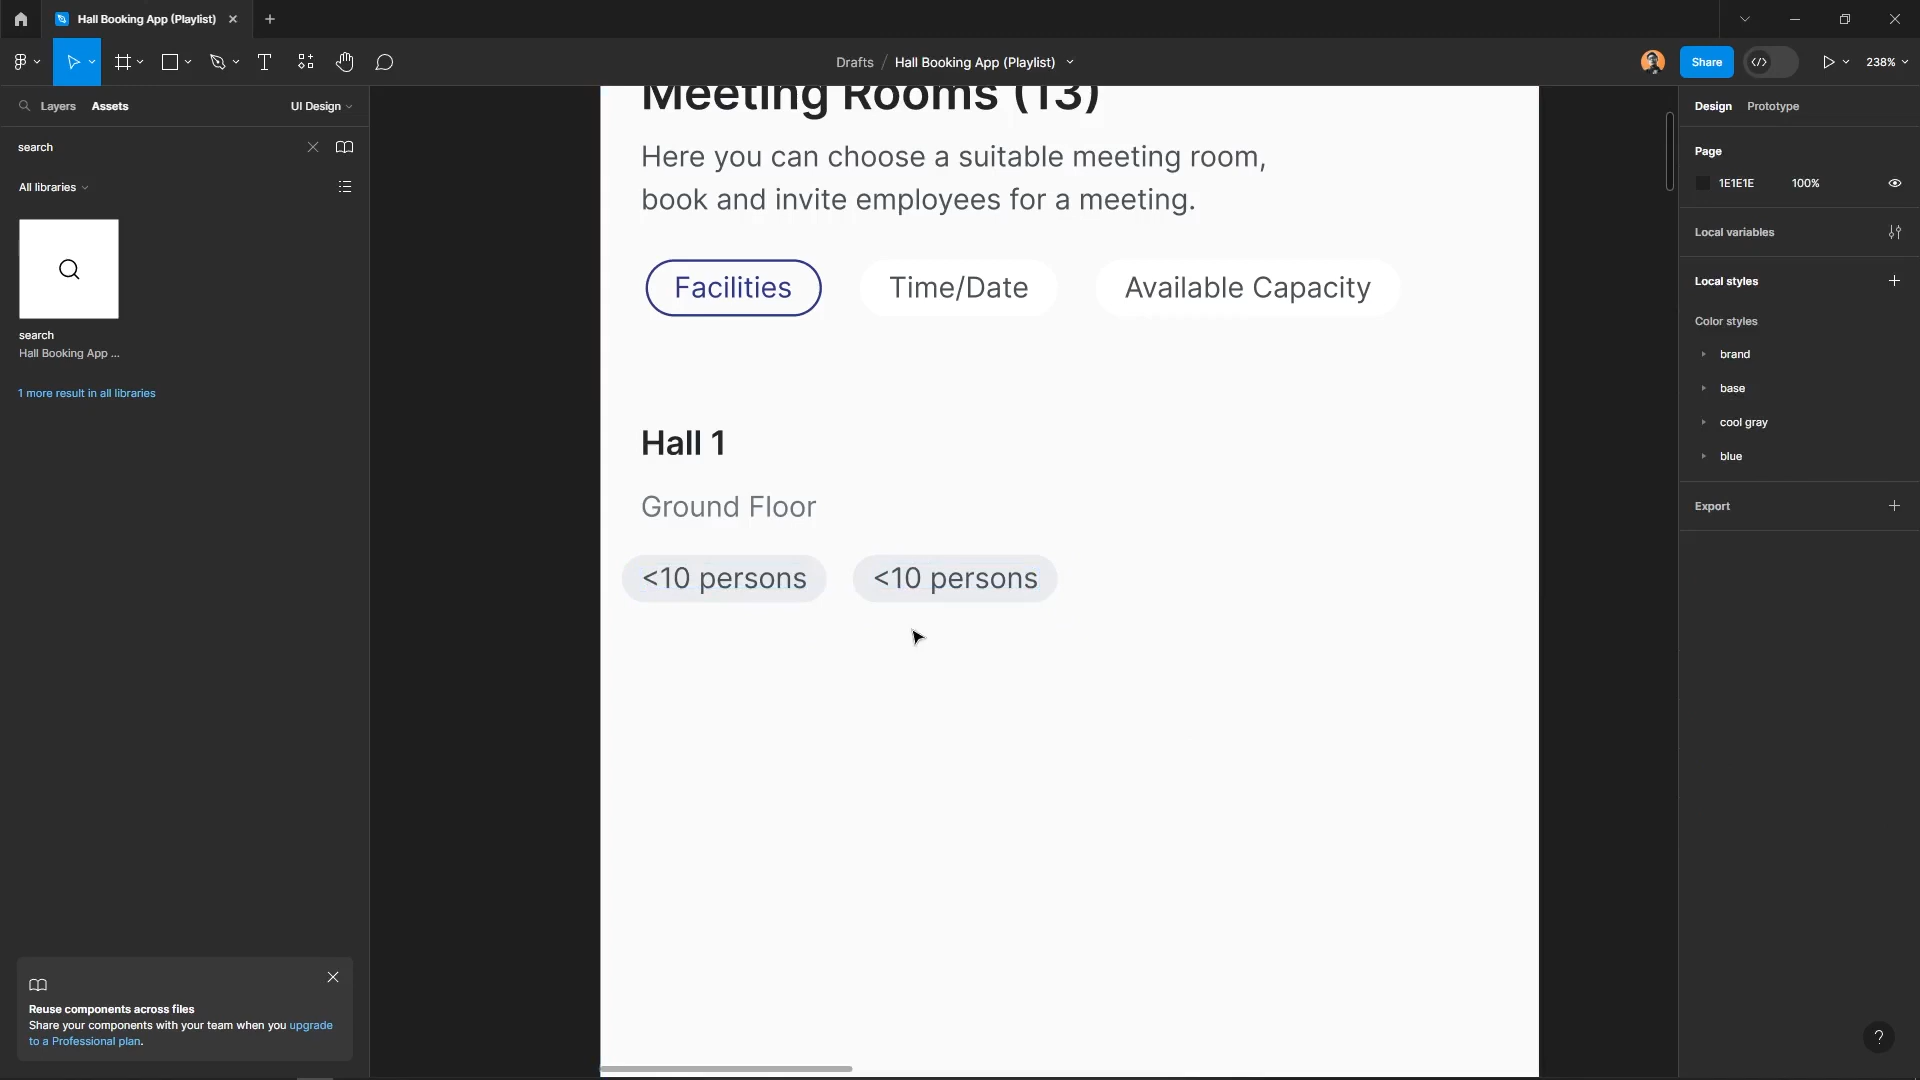 Hall Booking App (Playlist)
Drafts / Hall Booking App (Playlist)
Share
238%
Layers
Assets
UI Design
search
All libraries
search
Hall Booking App ...
1 more result in all libraries
Reuse components across files
Share your components with your team when you upgrade
to a Professional plan.
Meeting Rooms (13)
Here you can choose a suitable meeting room,
book and invite employees for a meeting.
Facilities
Time/Date
Available Capacity
Hall 1
Ground Floor
<10 persons
<10 persons
Design
Prototype
Page
1E1E1E
100%
Local variables
Local styles
Color styles
brand
base
cool gray
blue
Export
?